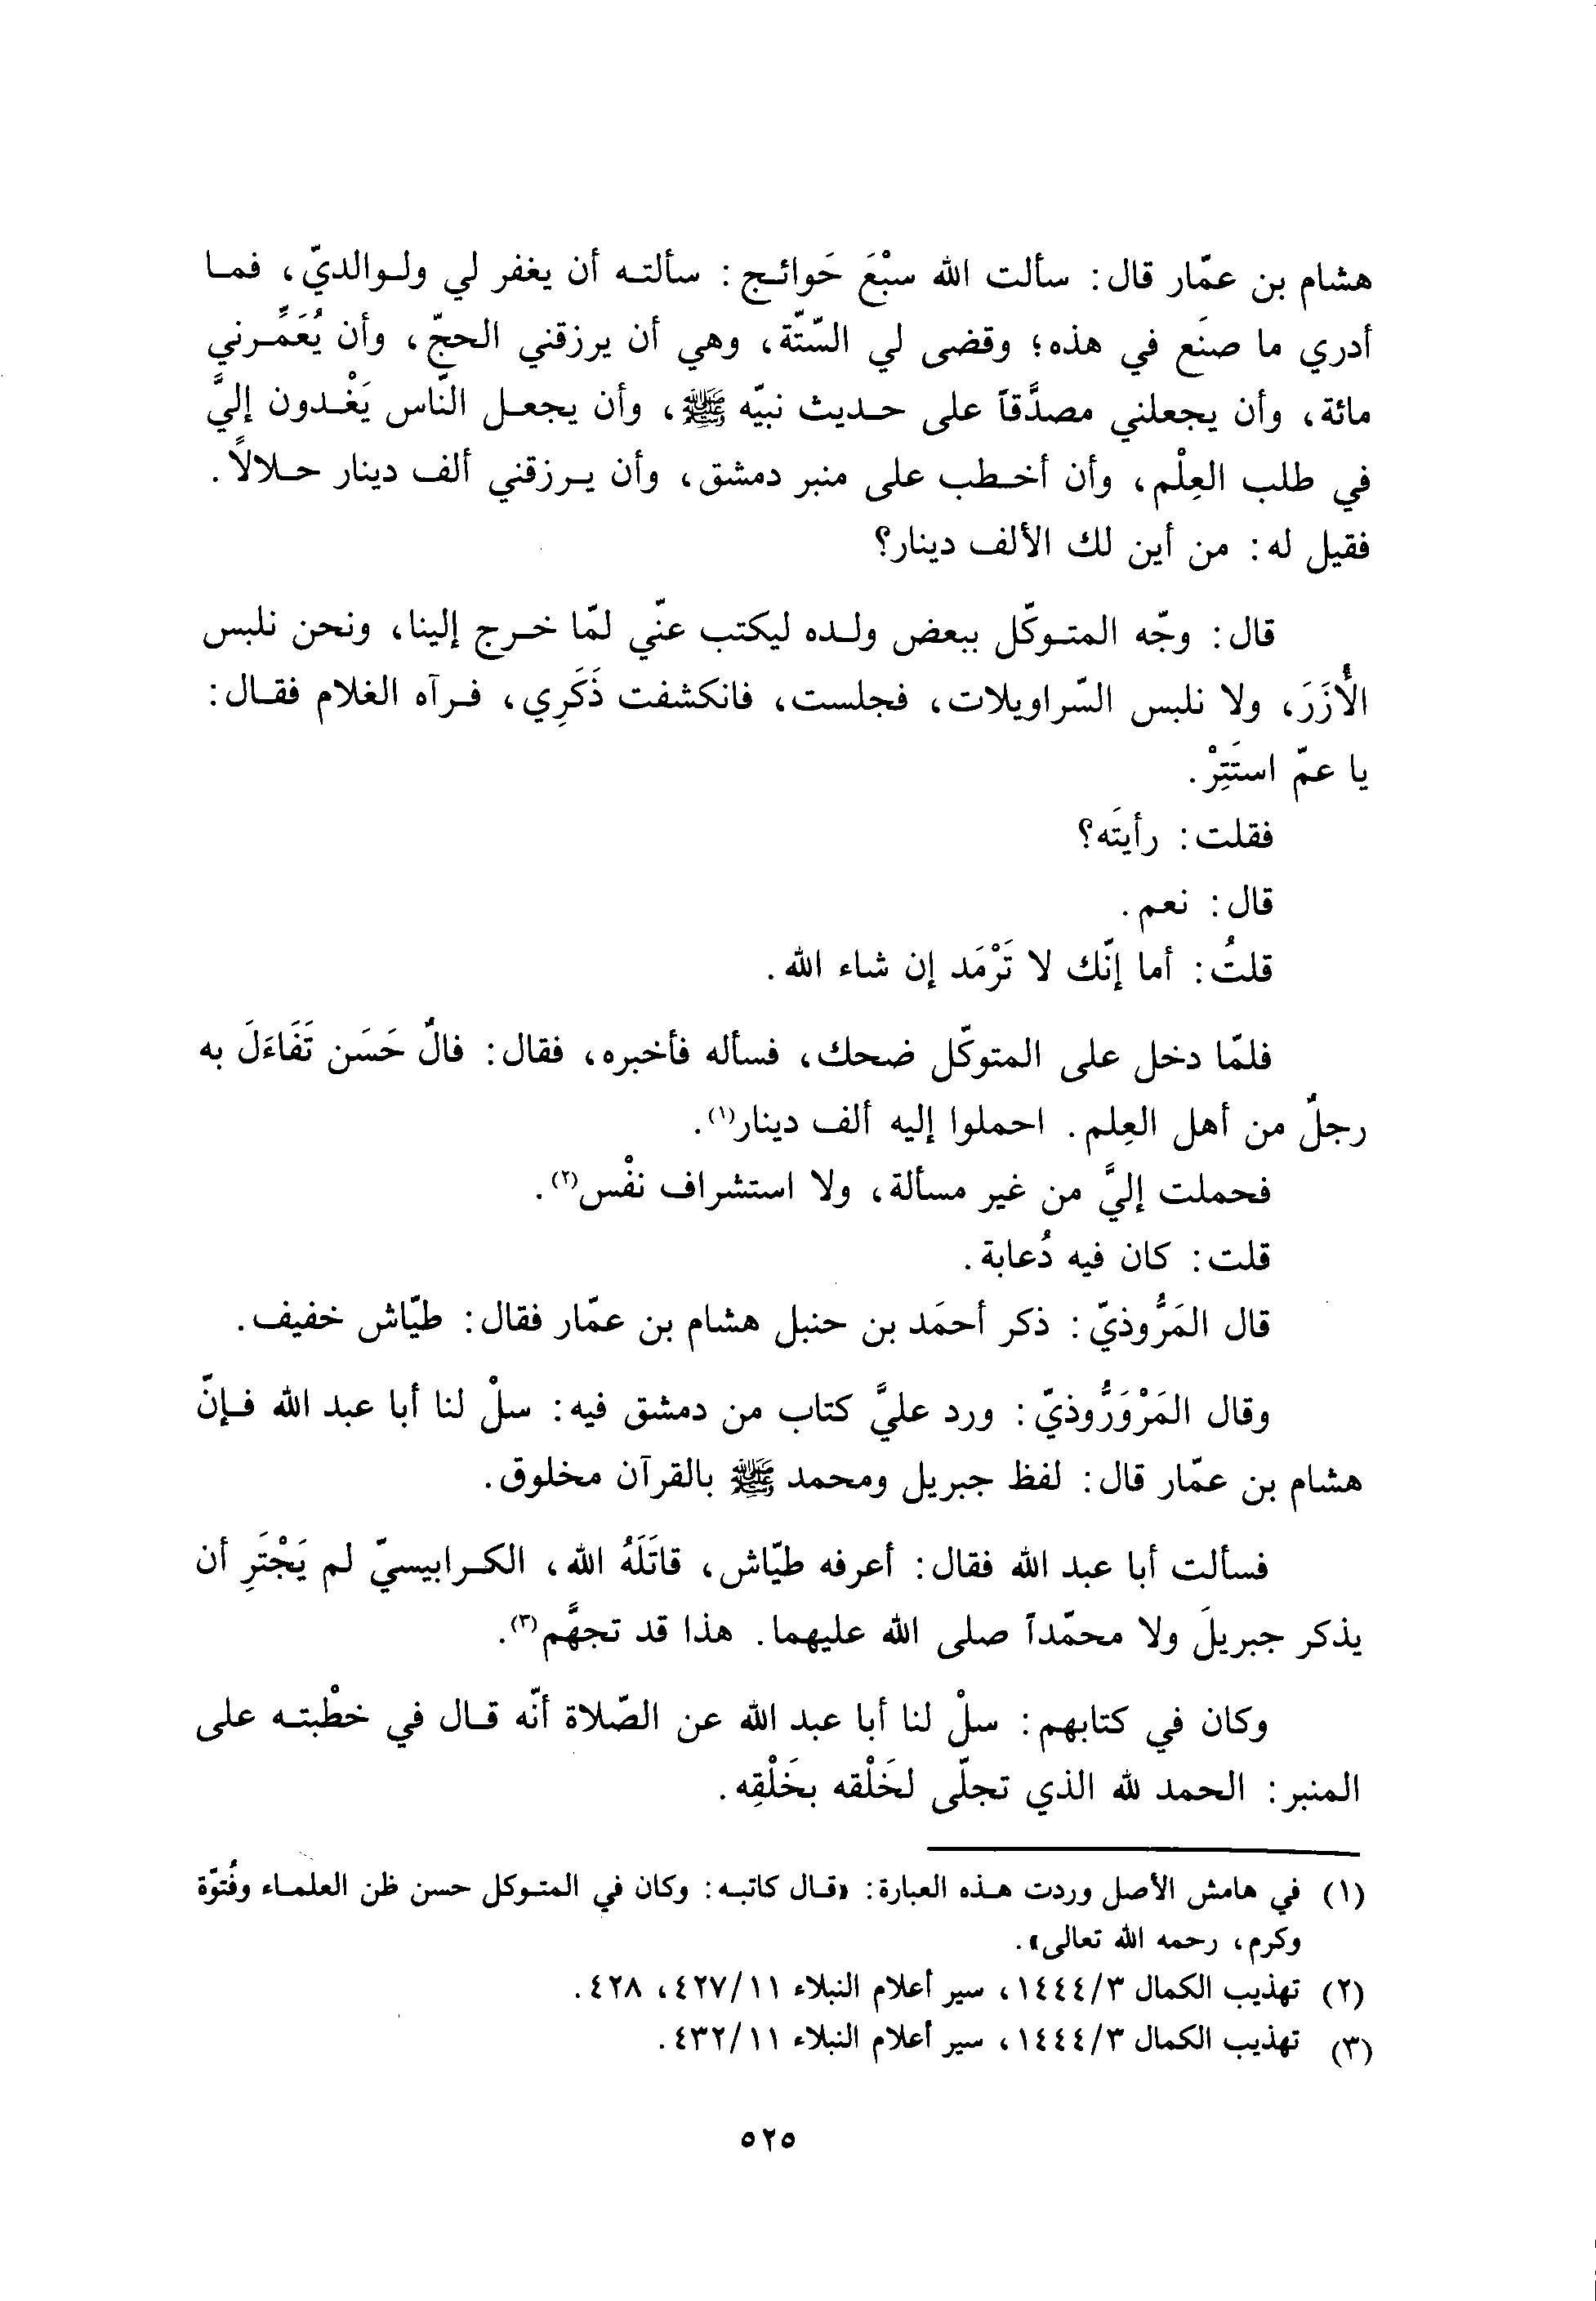 هشام بن عمّار قال: سألت الله سبْعَ حَوائج: سألته أن يغفر لي ولوالديّ، فما
أدري ما صنَع في هذه؛ وقضى لي السّتّة، وهي أن يرزقني الحجّ، وأن يُعَمِّرني
مائة، وأن يجعلني مصدَّقاً على حديث نبيّه ﷺ، وأن يجعل النّاس يَغْدون إليَّ
في طلب العِلْم، وأن أخطب على منبر دمشق، وأن يرزقني ألف دينار حلالاً.
فقيل له: من أين لك الألف دينار؟
قال: وجّه المتوكّل ببعض ولده ليكتب عنّي لمّا خرج إلينا، ونحن نلبس
الأُزَرَ، ولا نلبس السّراويلات، فجلست، فانكشفت ذَكَرِي، فرآه الغلام فقال:
يا عمّ استَتِرْ.
فقلت: رأيتَه؟
قال: نعم.
قلتُ: أما إنّك لا تَرْمَد إن شاء الله.
فلمّا دخل على المتوكّل ضحك، فسأله فأخبره، فقال: فالٌ حَسَن تَفَاءَلَ به
رجلٌ من أهل العِلم. احملوا إليه ألف دينار(١).
فحملت إليَّ من غير مسألة، ولا استشراف نفْس(٢).
قلت: كان فيه دُعابة.
قال المَرُّوذيّ: ذكر أحمَد بن حنبل هشام بن عمّار فقال: طيّاش خفيف.
وقال المَرْوَرُّوذيّ: ورد عليَّ كتاب من دمشق فيه: سلْ لنا أبا عبد الله فإنّ
هشام بن عمّار قال: لفظ جبريل ومحمد ﷺ بالقرآن مخلوق.
فسألت أبا عبد الله فقال: أعرفه طيّاش، قاتَلَهُ الله، الكرابيسيّ لم يَجْتَرِ أن
يذكر جبريلَ ولا محمّداً صلى الله عليهما. هذا قد تجهَّم(٣).
وكان في كتابهم: سلْ لنا أبا عبد الله عن الصّلاة أنّه قال في خطْبته على
المنبر: الحمد لله الذي تجلّى لخَلْقه بخَلْقِه.
(١) في هامش الأصل وردت هذه العبارة: «قال كاتبه: وكان في المتوكل حسن ظن العلماء وفُتوّة
وكرم، رحمه الله تعالى».
(٢) تهذيب الكمال ١٤٤٤/٣، سير أعلام النبلاء ٤٢٧/١١، ٤٢٨.
(٣) تهذيب الكمال ١٤٤٤/٣، سير أعلام النبلاء ٤٣٢/١١.
٥٢٥